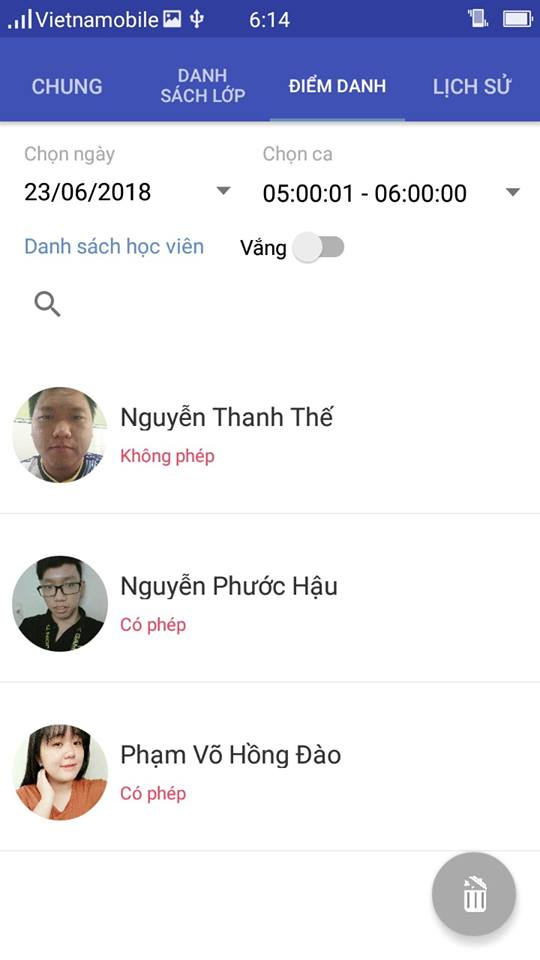 Vietnamobile 6:14
CHUNG
DANH
SÁCH LỚP
ĐIỂM DANH
LỊCH SỬ
Chọn ngày
Chọn ca
23/06/2018
05:00:01 - 06:00:00
Danh sách học viên
Vắng
Nguyễn Thanh Thế
Không phép
Nguyễn Phước Hậu
Có phép
Phạm Võ Hồng Đào
Có phép